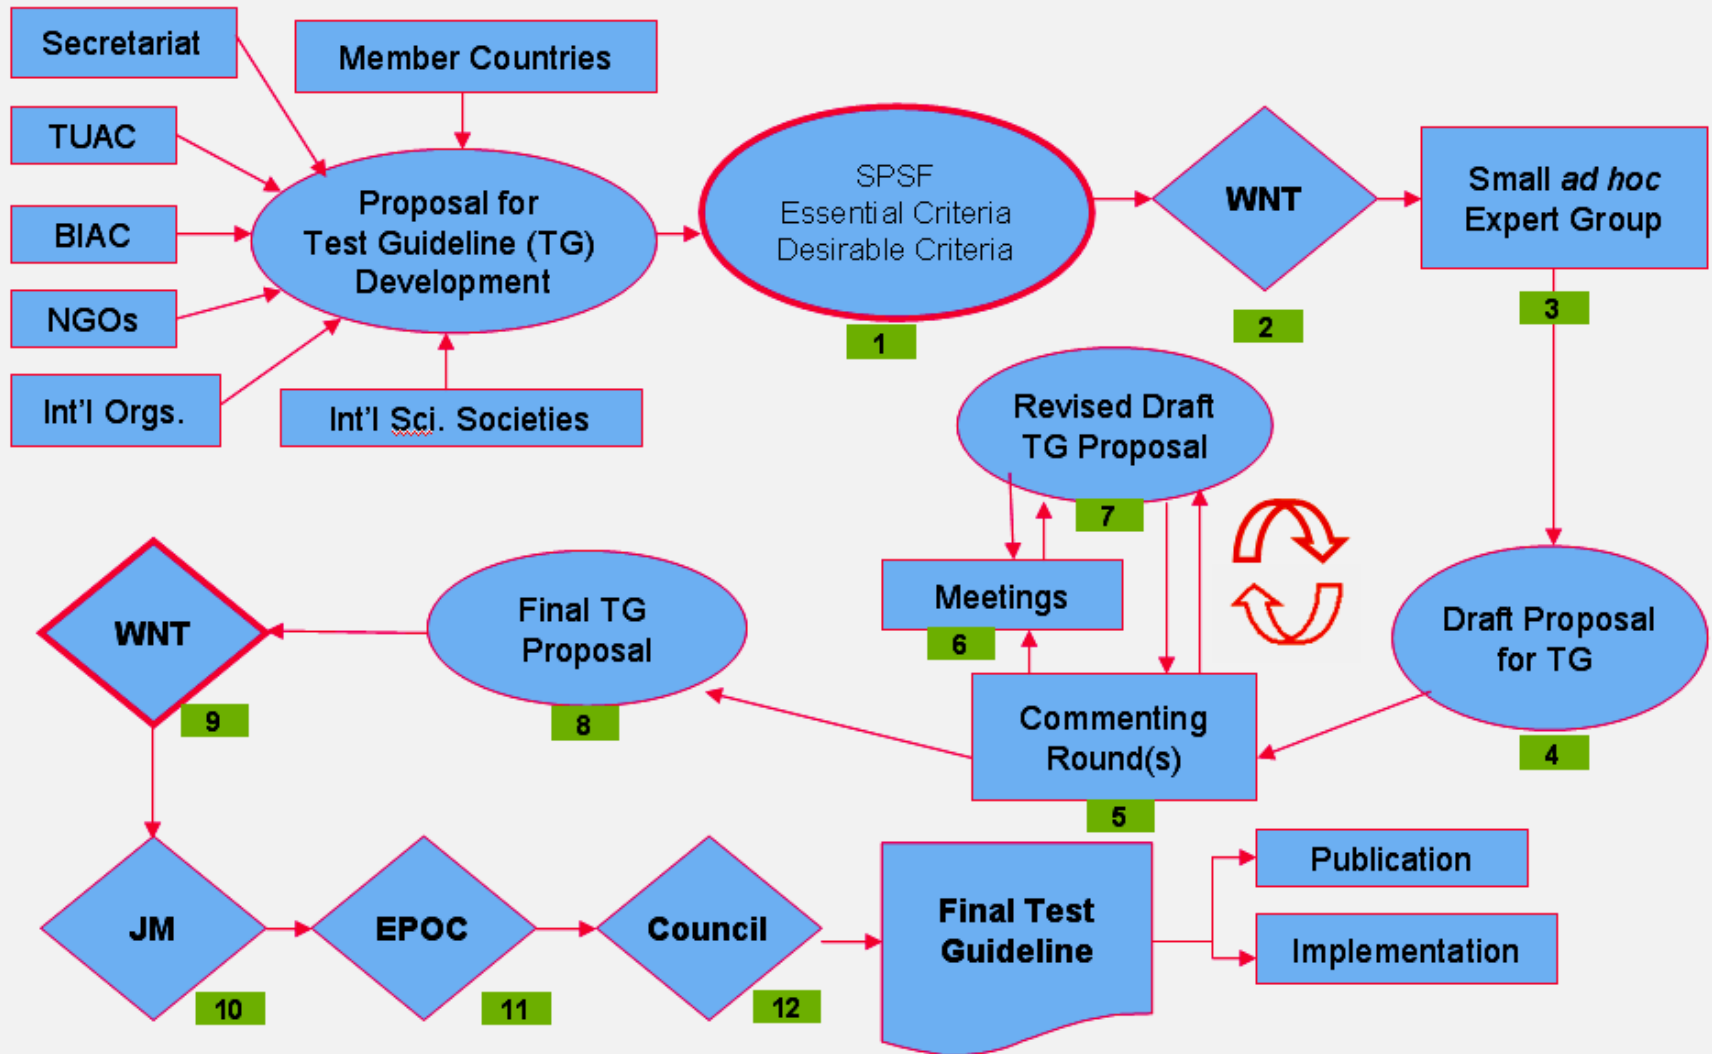 Secretariat
Member Countries
TUAC
BIAC
NGOs
Int'l Orgs.
Int'l Sci. Societies
Proposal for
Test Guideline (TG)
Development
SPSF
Essential Criteria
Desirable Criteria
1
WNT
2
Small ad hoc
Expert Group
3
Draft Proposal
for TG
4
Commenting
Round(s)
5
Meetings
6
Revised Draft
TG Proposal
7
Final TG
Proposal
8
WNT
9
JM
10
EPOC
11
Council
12
Final Test
Guideline
Publication
Implementation